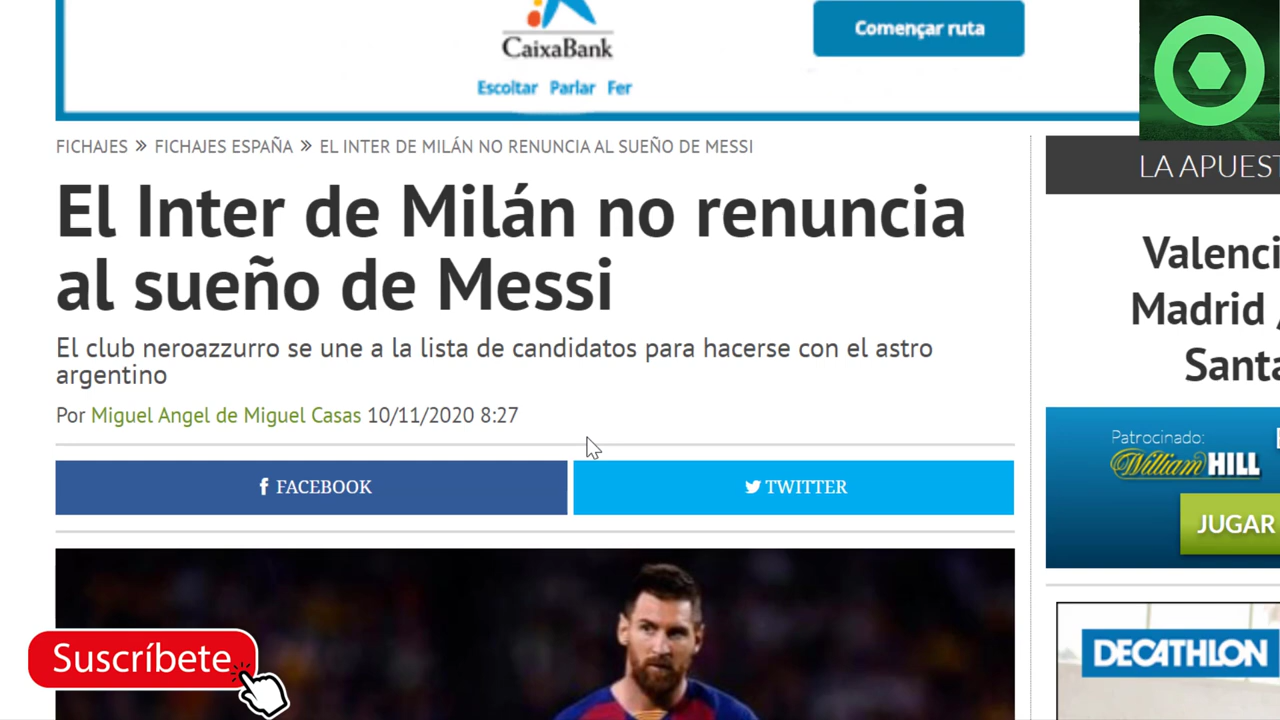 CaixaBank
Començar ruta
Escoltar Parlar Fer
FICHAJES » FICHAJES ESPAÑA » EL INTER DE MILÁN NO RENUNCIA AL SUEÑO DE MESSI
El Inter de Milán no renuncia
al sueño de Messi
El club neroazzurro se une a la lista de candidatos para hacerse con el astro
argentino
Por Miguel Angel de Miguel Casas 10/11/2020 8:27
f FACEBOOK
TWITTER
Suscríbete
LA APUEST
Valenci
Madrid
Santa
Patrocinado:
William HILL
JUGAR
DECATHLON